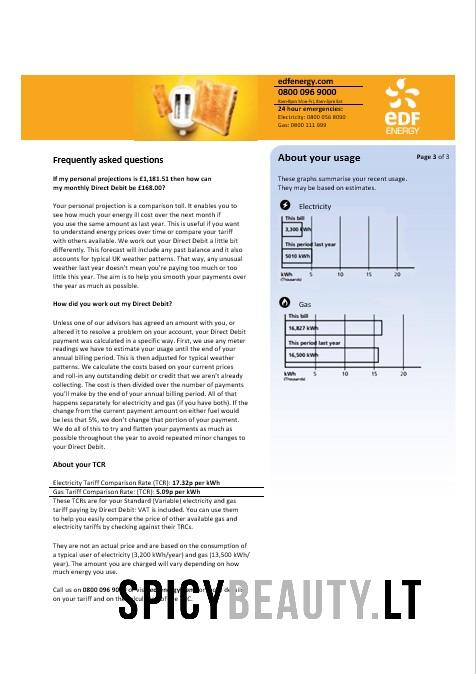 edfenergy.com
0800 096 9000
8am-8pm Mon-Fri, 8am-2pm Sat
24 hour emergencies:
Electricity: 0800 056 8090
Gas: 0800 111 999
eDF
ENERGY
Frequently asked questions
If my personal projections is £1,181.51 then how can
my monthly Direct Debit be £168.00?
Your personal projection is a comparison toll. It enables you to
see how much your energy ill cost over the next month if
you use the same amount as last year. This is useful if you want
to understand energy prices over time or compare your tariff
with others available. We work out your Direct Debit a little bit
differently. This forecast will include any past balance and it also
accounts for typical UK weather patterns. That way, any unusual
weather last year doesn't mean you're paying too much or too
little this year. The aim is to help you smooth your payments over
the year as much as possible.
How did you work out my Direct Debit?
Unless one of our advisors has agreed an amount with you, or
altered it to resolve a problem on your account, your Direct Debit
payment was calculated in a specific way. First, we use any meter
readings we have to estimate your usage until the end of your
annual billing period. This is then adjusted for typical weather
patterns. We calculate the costs based on your current prices
and roll-in any outstanding debit or credit that we aren't already
collecting. The cost is then divided over the number of payments
you'll make by the end of your annual billing period. All of that
happens separately for electricity and gas (if you have both). If the
change from the current payment amount on either fuel would
be less that 5%, we don't change that portion of your payment.
We do all of this to try and flatten your payments as much as
possible throughout the year to avoid repeated minor changes to
your Direct Debit.
About your TCR
Electricity Tariff Comparison Rate (TCR): 17.32p per kWh
Gas Tariff Comparison Rate: (TCR): 5.09p per kWh
These TCRs are for your Standard (Variable) electricity and gas
tariff paying by Direct Debit: VAT is included. You can use them
to help you easily compare the price of other available gas and
electricity tariffs by checking against their TRCs.
They are not an actual price and are based on the consumption of
a typical user of electricity (3,200 kWh/year) and gas (13,500 kWh/
year). The amount you are charged will vary depending on how
much energy you use.
Call us on 0800 096 90
on your tariff and on the
About your usage
Page 3 of 3
These graphs summarise your recent usage.
They may be based on estimates.
Electricity
This bill
3,300 kWh
This period last year
5010 kWh
kWh 5 10 15 20
(Thousands)
Gas
This bill
16,827 kWh
This period last year
16,500 kWh
kWh 5 10 15 20
(Thousands)
SPICYBEAUTY.LT